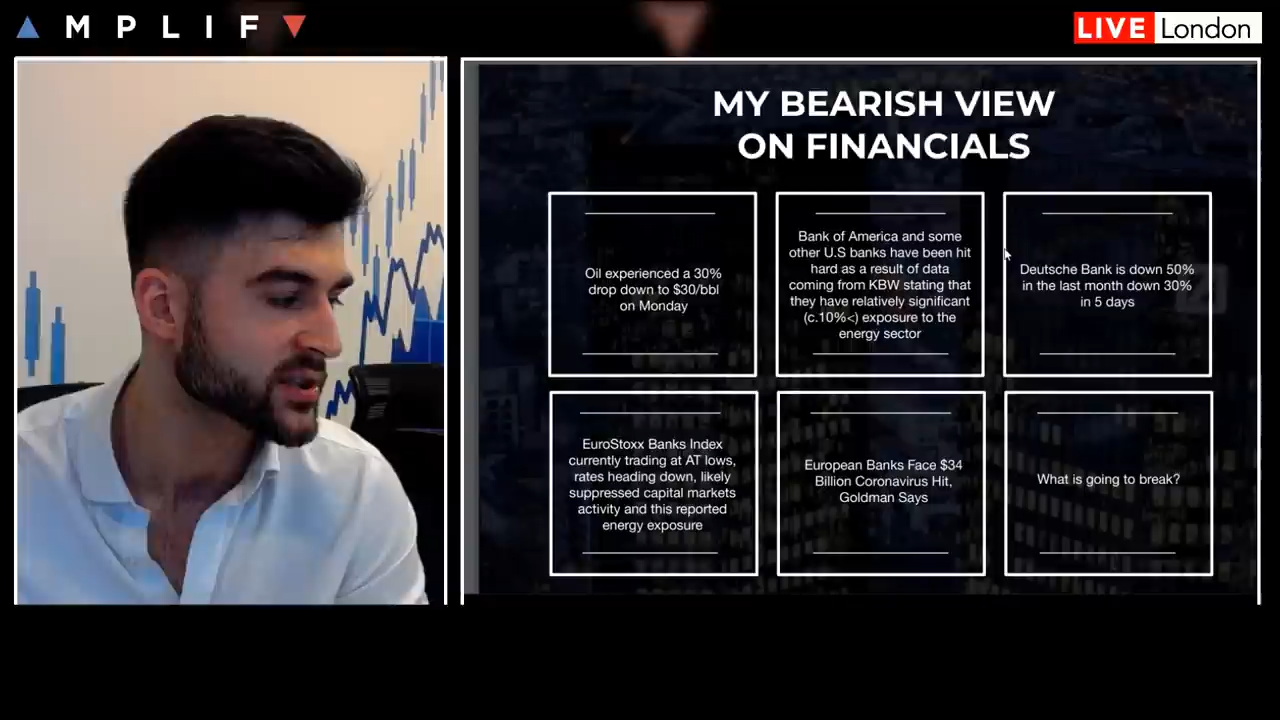 ▲ M P L I F ▼
LIVE London
MY BEARISH VIEW
ON FINANCIALS
Oil experienced a 30%
drop down to $30/bbl
on Monday
Bank of America and some
other U.S banks have been hit
hard as a result of data
coming from KBW stating that
they have relatively significant
(c.10%<) exposure to the
energy sector
Deutsche Bank is down 50%
in the last month down 30%
in 5 days
EuroStoxx Banks Index
currently trading at AT lows,
rates heading down, likely
suppressed capital markets
activity and this reported
energy exposure
European Banks Face $34
Billion Coronavirus Hit,
Goldman Says
What is going to break?